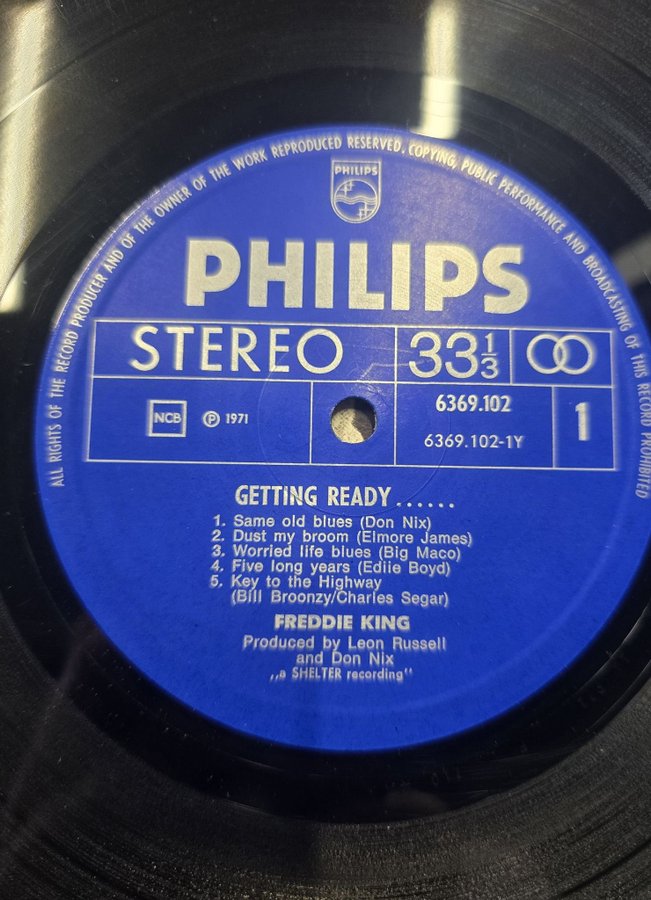 ALL RIGHTS OF THE RECORD PRODUCER AND OF THE OWNER OF THE WORK REPRODUCED RESERVED. COPYING, PUBLIC PERFORMANCE AND BROADCASTING OF THIS RECORD PROHIBITED
PHILIPS
PHILIPS
STEREO 33 1/3
NCB ℗ 1971 6369.102 1
6369.102-1Y
GETTING READY......
1. Same old blues (Don Nix)
2. Dust my broom (Elmore James)
3. Worried life blues (Big Maco)
4. Five long years (Ediie Boyd)
5. Key to the Highway
(Bill Broonzy/Charles Segar)
FREDDIE KING
Produced by Leon Russell
and Don Nix
,,a SHELTER recording"